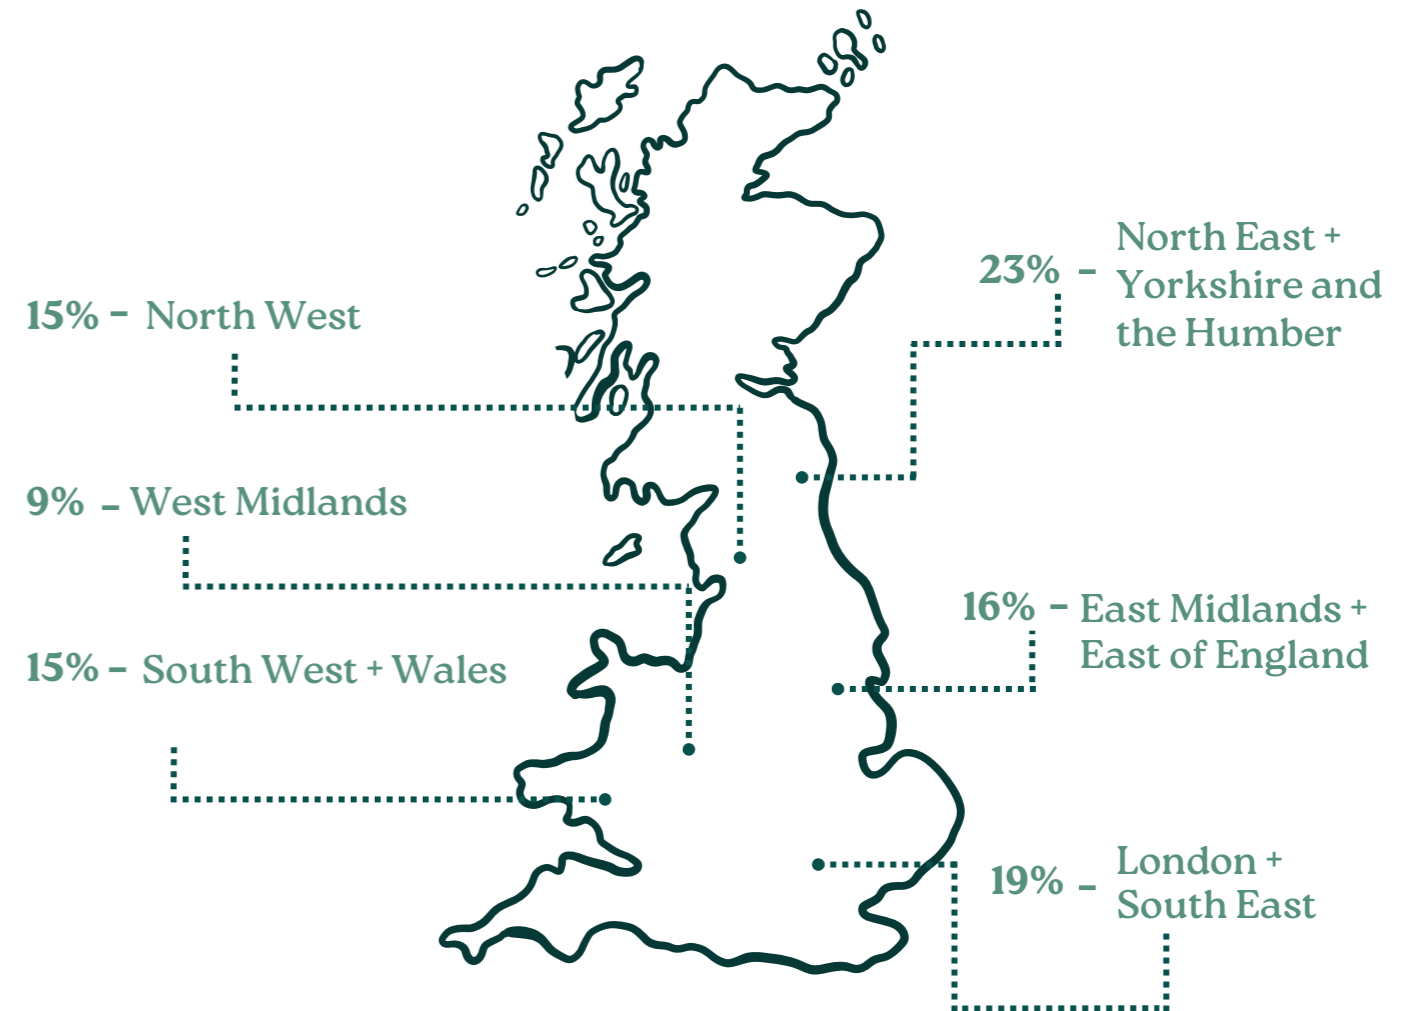 15% - North West
9% - West Midlands
15% - South West + Wales
23% -
North East +
Yorkshire and
the Humber
16% -
East Midlands +
East of England
19% -
London +
South East